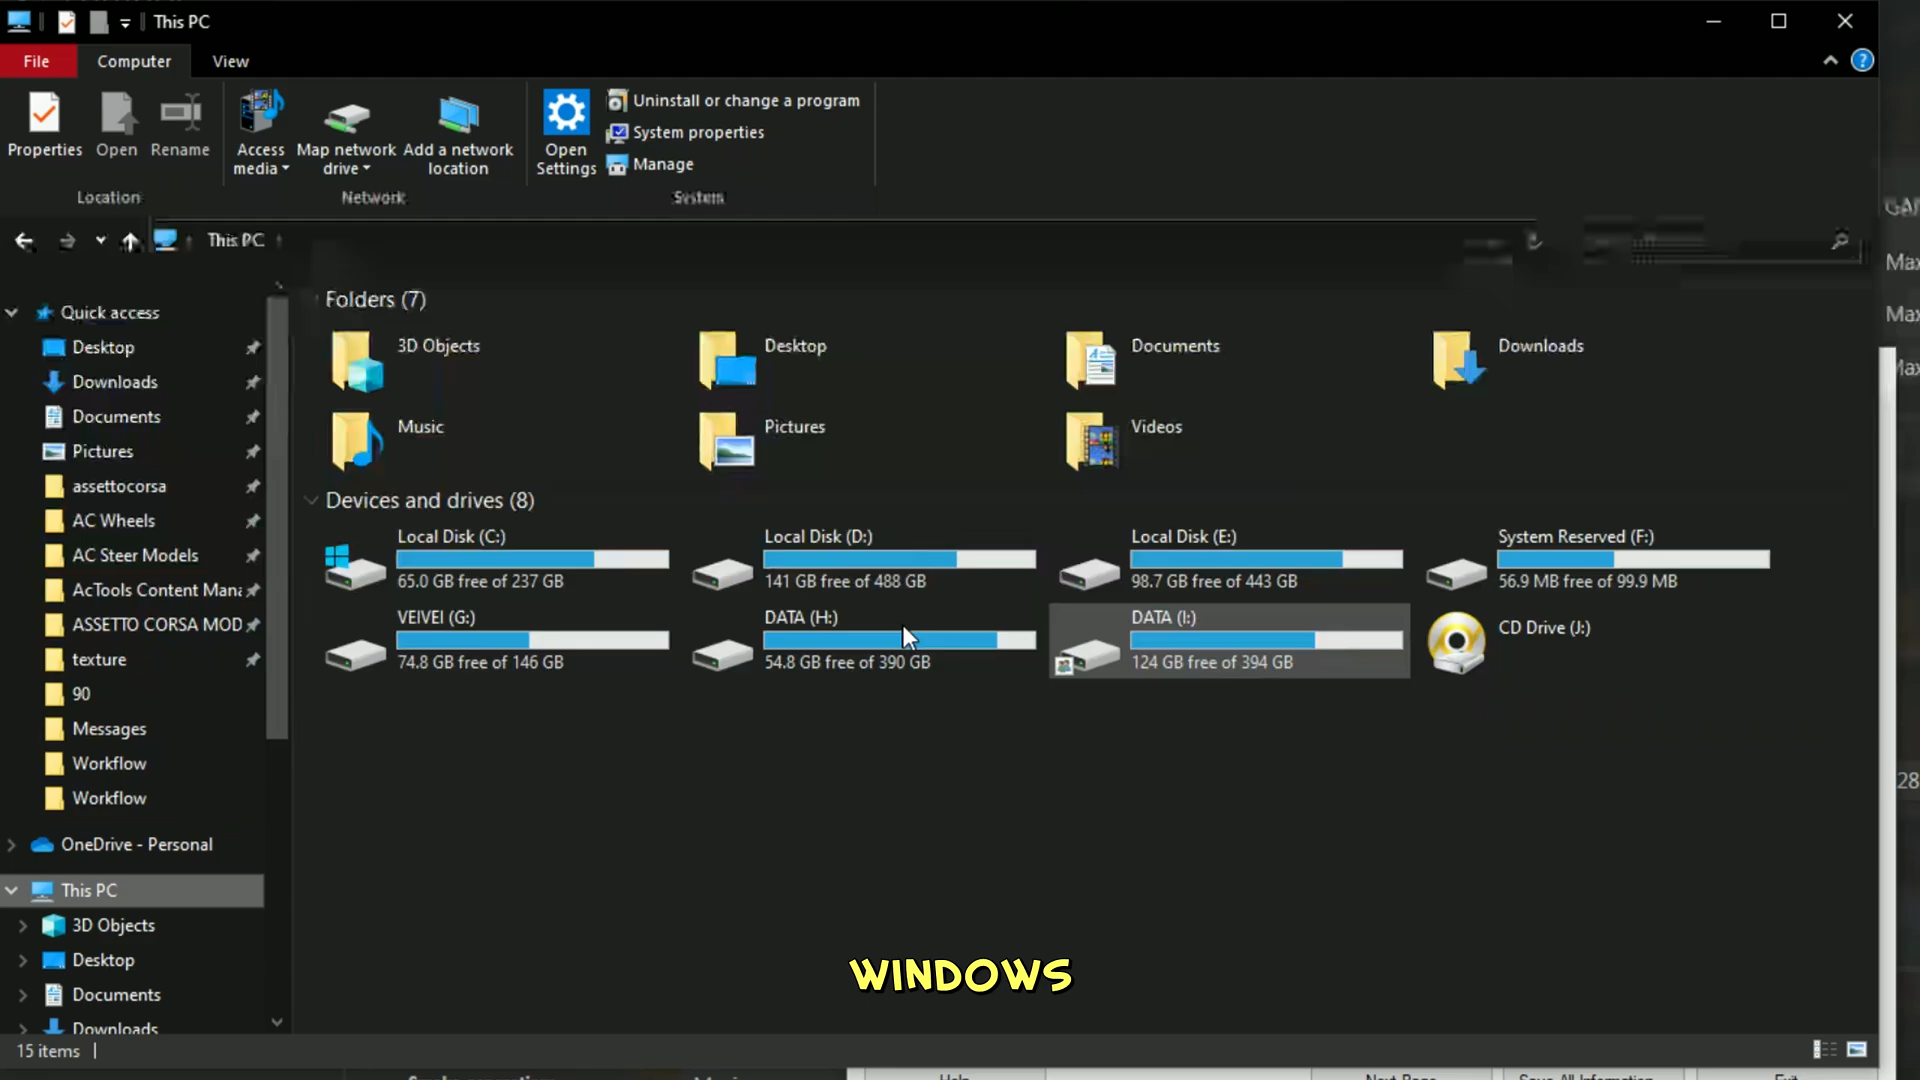 This PC
File
Computer
View
Properties
Open
Rename
Access media
Map network drive
Add a network location
Open Settings
Uninstall or change a program
System properties
Manage
Location
Network
System
This PC
Quick access
Desktop
Downloads
Documents
Pictures
assettocorsa
AC Wheels
AC Steer Models
AcTools Content Mana
ASSETTO CORSA MOD
texture
90
Messages
Workflow
Workflow
OneDrive - Personal
This PC
3D Objects
Desktop
Documents
Downloads
Folders (7)
3D Objects
Desktop
Documents
Downloads
Music
Pictures
Videos
Devices and drives (8)
Local Disk (C:)
65.0 GB free of 237 GB
Local Disk (D:)
141 GB free of 488 GB
Local Disk (E:)
98.7 GB free of 443 GB
System Reserved (F:)
56.9 MB free of 99.9 MB
VEIVEI (G:)
74.8 GB free of 146 GB
DATA (H:)
54.8 GB free of 390 GB
DATA (I:)
124 GB free of 394 GB
CD Drive (J:)
Max
Max
28
WINDOWS
15 items